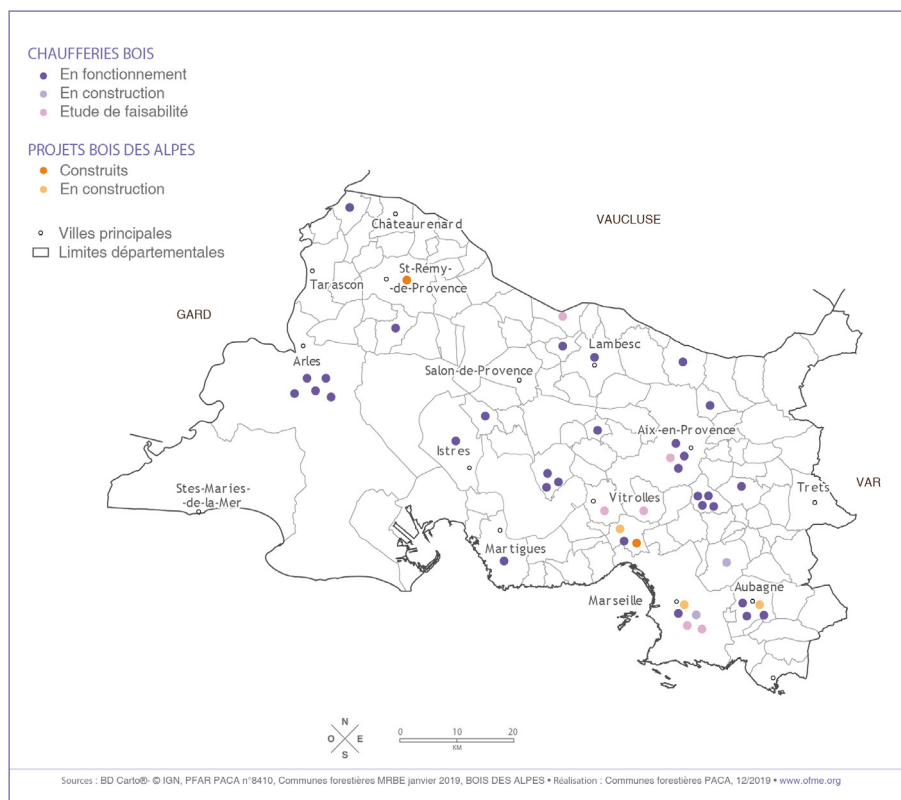 CHAUFFERIES BOIS
En fonctionnement
En construction
Etude de faisabilité
PROJETS BOIS DES ALPES
Construits
En construction
Villes principales
Limites départementales
VAUCLUSE
Châteaurenard
St-Rémy-
-de-Provence
Tarascon
GARD
Lambesc
Arles
Salon-de-Provence
Aix-en-Provence
Istres
VAR
Stes-Maries-
-de-la-Mer
Vitrolles
Trets
Martigues
Aubagne
Marseille
N
O E
S
0 10 20
KM
Sources : BD Carto®- © IGN, PFAR PACA n°8410, Communes forestières MRBE janvier 2019, BOIS DES ALPES • Réalisation : Communes forestières PACA, 12/2019 • www.ofme.org